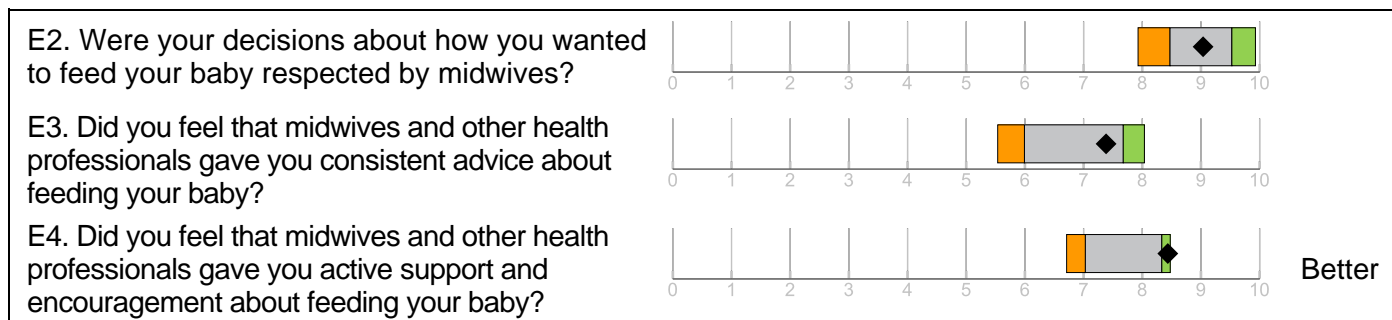 E2. Were your decisions about how you wanted
to feed your baby respected by midwives?
0 1 2 3 4 5 6 7 8 9 10
E3. Did you feel that midwives and other health
professionals gave you consistent advice about
feeding your baby?
0 1 2 3 4 5 6 7 8 9 10
E4. Did you feel that midwives and other health
professionals gave you active support and
encouragement about feeding your baby?
0 1 2 3 4 5 6 7 8 9 10
Better